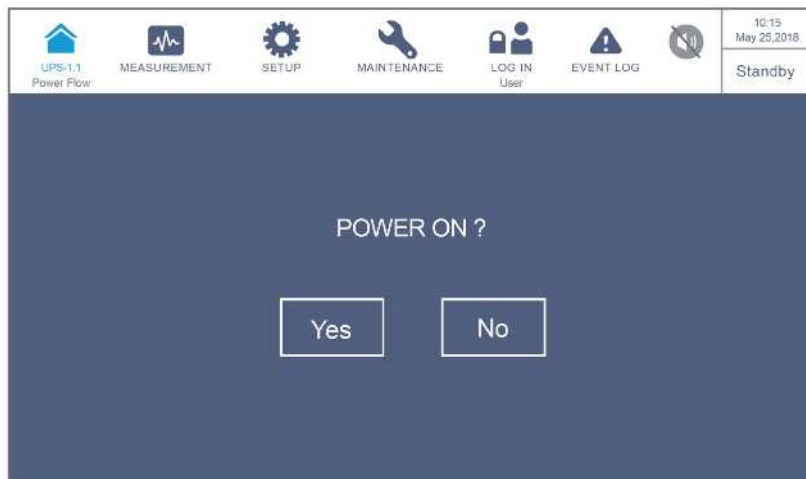 UPS-1.1
Power Flow
MEASUREMENT
SETUP
MAINTENANCE
LOG IN
User
EVENT LOG
10:15
May 25,2018
Standby
POWER ON ?
Yes
No